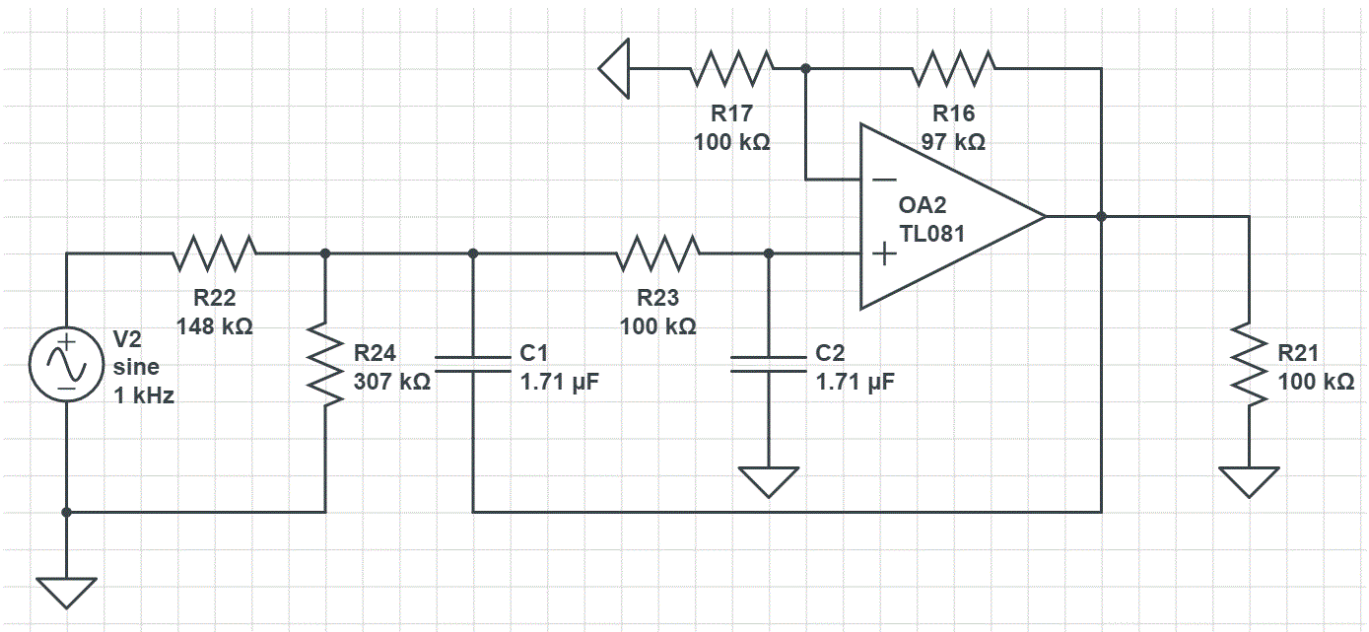 R17
100 kΩ
R16
97 kΩ
OA2
TL081
R22
148 kΩ
R23
100 kΩ
V2
sine
1 kHz
R24
307 kΩ
C1
1.71 µF
C2
1.71 µF
R21
100 kΩ